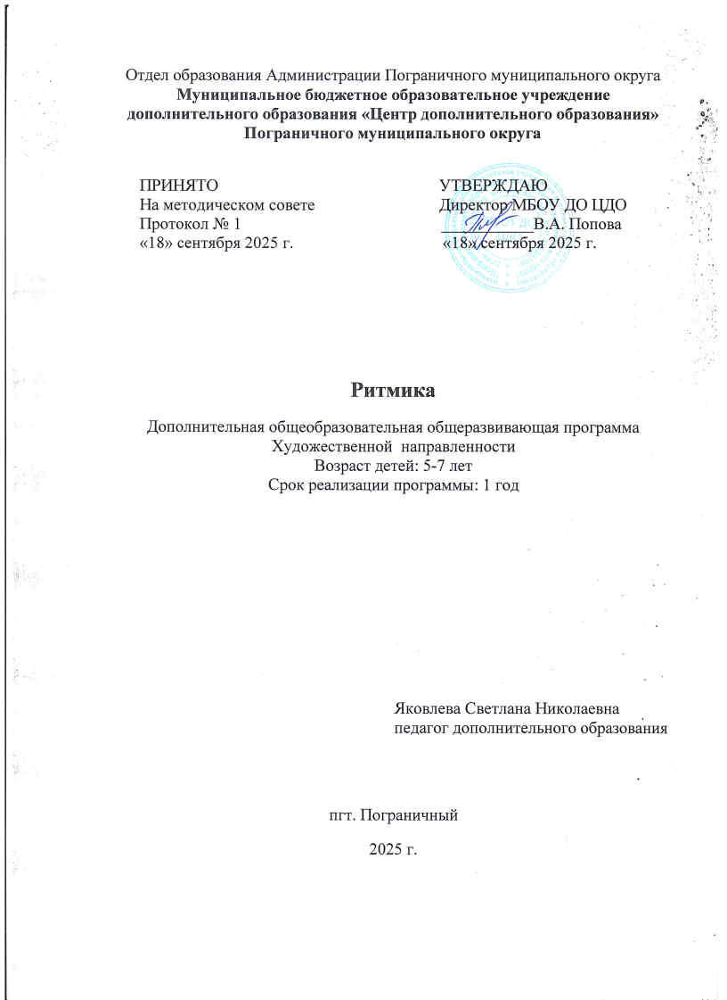 Отдел образования Администрации Пограничного муниципального округа
Муниципальное бюджетное образовательное учреждение
дополнительного образования «Центр дополнительного образования»
Пограничного муниципального округа
ПРИНЯТО
На методическом совете
Протокол № 1
«18» сентября 2025 г.
УТВЕРЖДАЮ
Директор МБОУ ДО ЦДО
____________В.А. Попова
«18» сентября 2025 г.
Ритмика
Дополнительная общеобразовательная общеразвивающая программа
Художественной направленности
Возраст детей: 5-7 лет
Срок реализации программы: 1 год
Яковлева Светлана Николаевна
педагог дополнительного образования
пгт. Пограничный
2025 г.